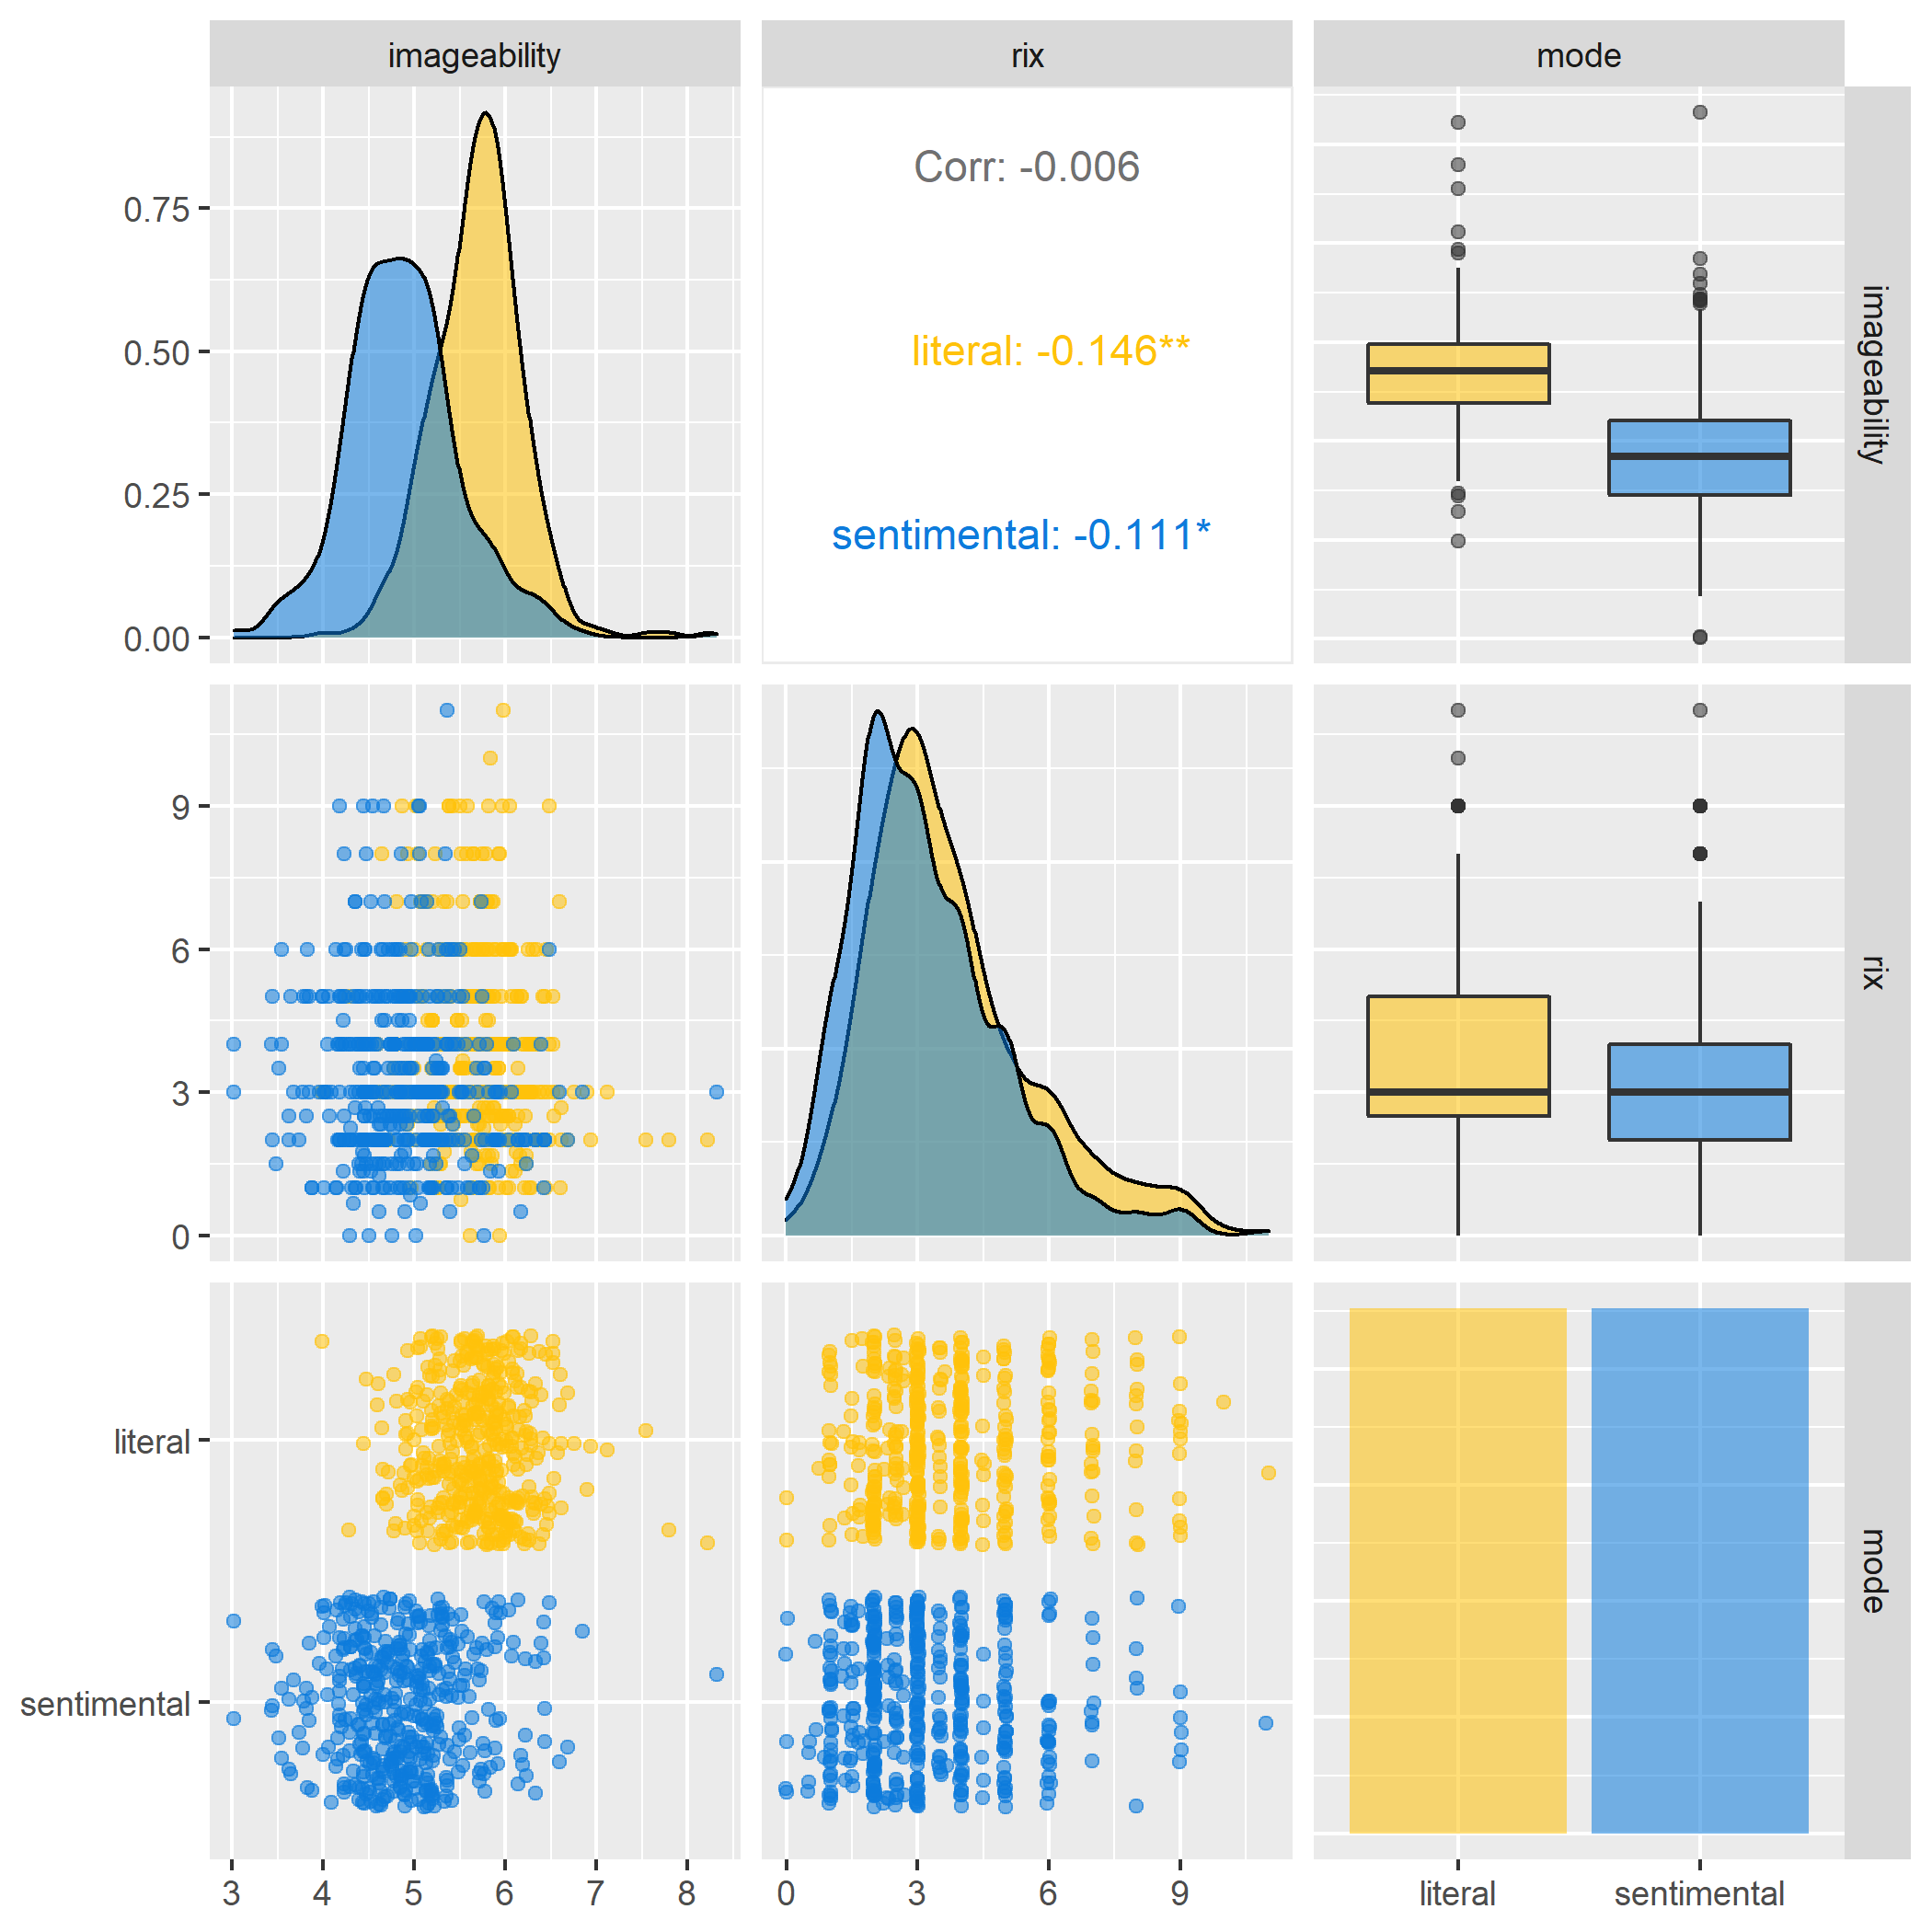 imageability
rix
mode
0.75
0.50
0.25
0.00
Corr: -0.006
literal: -0.146**
sentimental: -0.111*
imageability
9
6
3
0
rix
literal
sentimental
mode
3 4 5 6 7 8
0 3 6 9
literal sentimental